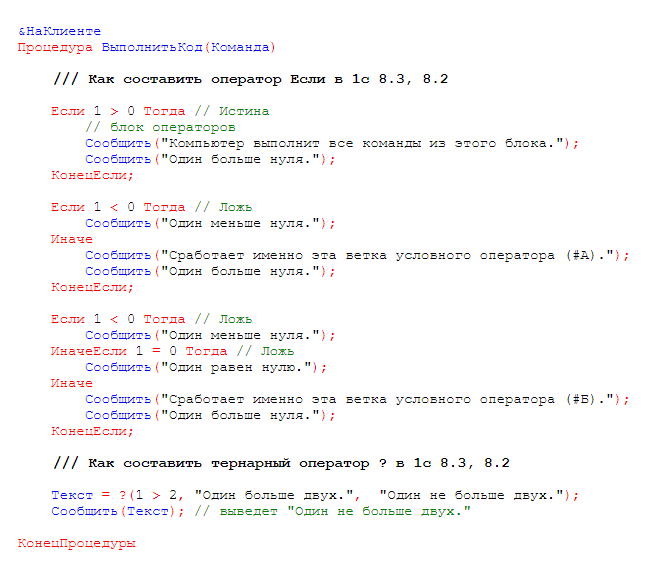 &НаКлиенте
Процедура ВыполнитьКод(Команда)
/// Как составить оператор Если в 1с 8.3, 8.2
Если 1 > 0 Тогда // Истина
// блок операторов
Сообщить("Компьютер выполнит все команды из этого блока.");
Сообщить("Один больше нуля.");
КонецЕсли;
Если 1 < 0 Тогда // Ложь
Сообщить("Один меньше нуля.");
Иначе
Сообщить("Сработает именно эта ветка условного оператора (#А).");
Сообщить("Один больше нуля.");
КонецЕсли;
Если 1 < 0 Тогда // Ложь
Сообщить("Один меньше нуля.");
ИначеЕсли 1 = 0 Тогда // Ложь
Сообщить("Один равен нулю.");
Иначе
Сообщить("Сработает именно эта ветка условного оператора (#Б).");
Сообщить("Один больше нуля.");
КонецЕсли;
/// Как составить тернарный оператор ? в 1с 8.3, 8.2
Текст = ?(1 > 2, "Один больше двух.",  "Один не больше двух.");
Сообщить(Текст); // выведет "Один не больше двух."
КонецПроцедуры